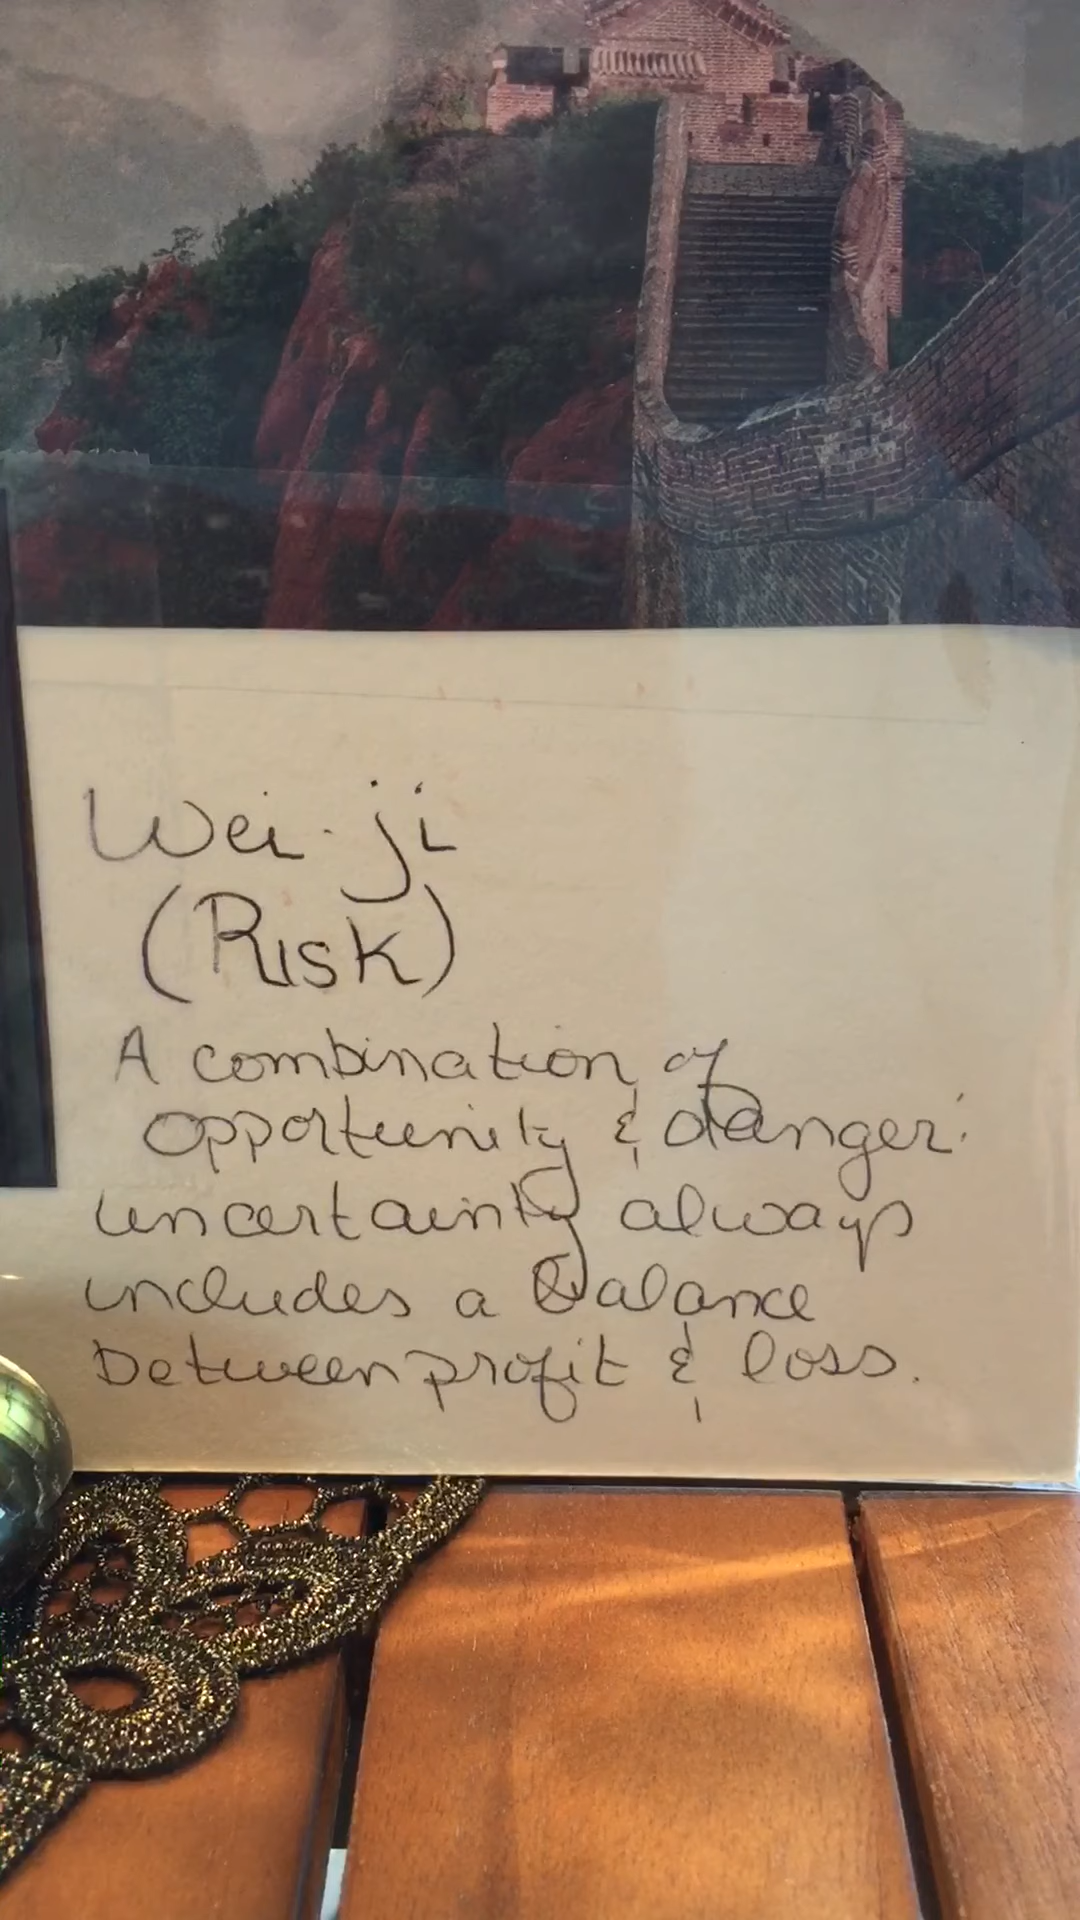 Wei-ji
(Risk)
A combination of
opportunity & danger:
uncertainty always
includes a balance
between profit & loss.